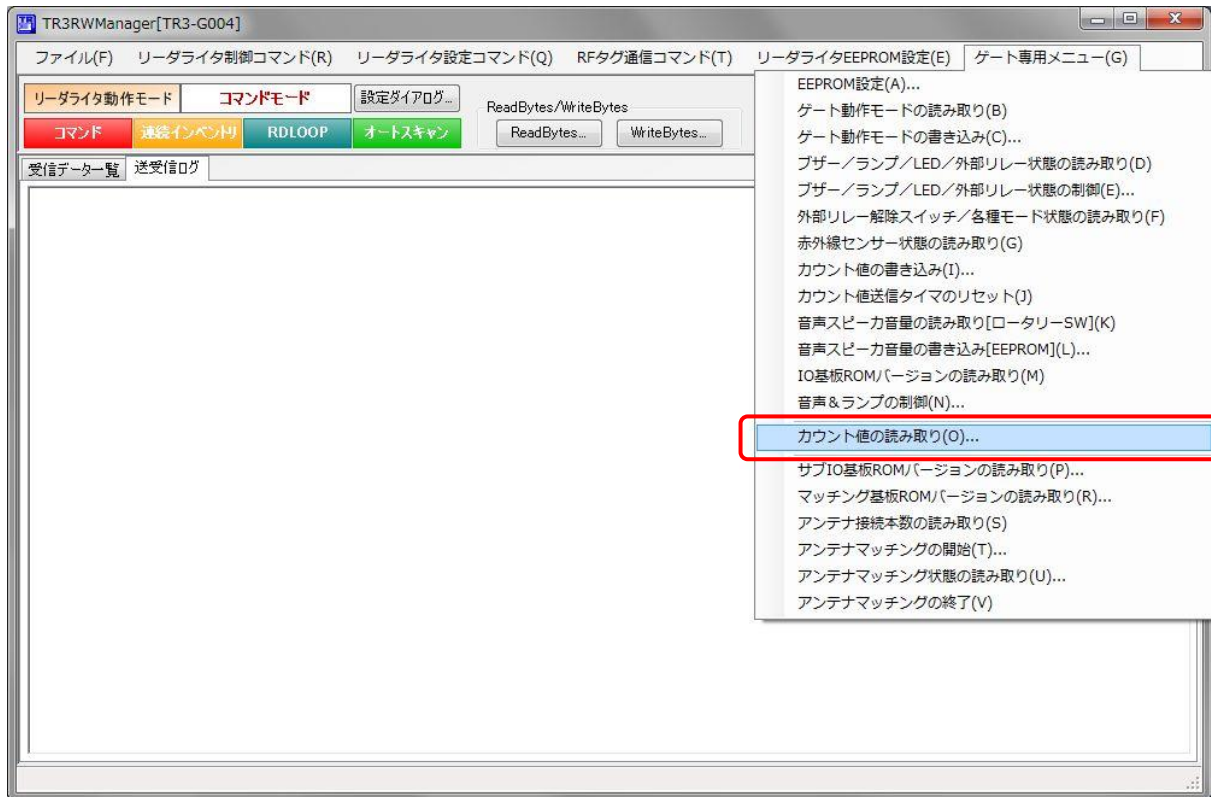 TR3RWManager[TR3-G004]
ファイル(F) リーダライタ制御コマンド(R) リーダライタ設定コマンド(Q) RFタグ通信コマンド(T) リーダライタEEPROM設定(E) ゲート専用メニュー(G)
リーダライタ動作モード コマンドモード 設定ダイアログ...
コマンド 連続インベントリ RDLOOP オートスキャン
ReadBytes/WriteBytes
ReadBytes... WriteBytes...
受信データ一覧 送受信ログ
EEPROM設定(A)...
ゲート動作モードの読み取り(B)
ゲート動作モードの書き込み(C)...
ブザー／ランプ／LED／外部リレー状態の読み取り(D)
ブザー／ランプ／LED／外部リレー状態の制御(E)...
外部リレー解除スイッチ／各種モード状態の読み取り(F)
赤外線センサー状態の読み取り(G)
カウント値の書き込み(I)...
カウント値送信タイマのリセット(J)
音声スピーカ音量の読み取り[ロータリーSW](K)
音声スピーカ音量の書き込み[EEPROM](L)...
IO基板ROMバージョンの読み取り(M)
音声＆ランプの制御(N)...
カウント値の読み取り(O)...
サブIO基板ROMバージョンの読み取り(P)...
マッチング基板ROMバージョンの読み取り(R)...
アンテナ接続本数の読み取り(S)
アンテナマッチングの開始(T)...
アンテナマッチング状態の読み取り(U)...
アンテナマッチングの終了(V)